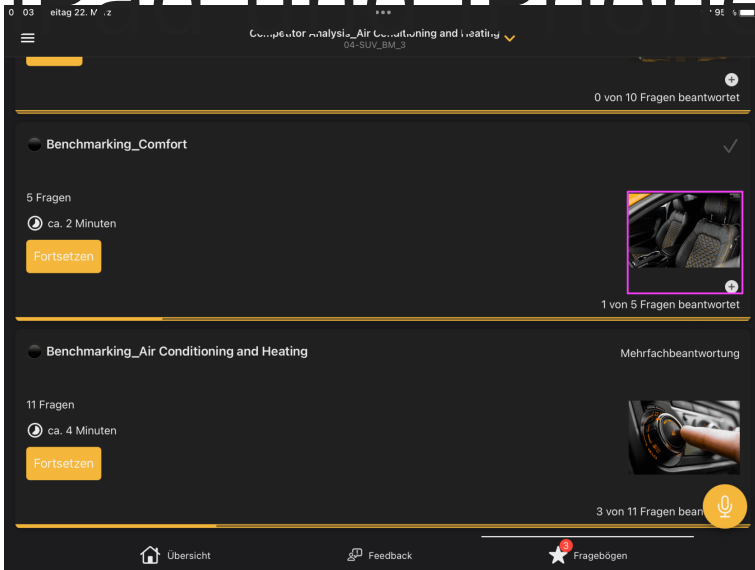 eitag 22.
Competitor Analysis_Air Conditioning and Heating
04-SUV_BM_3
0 von 10 Fragen beantwortet
Benchmarking_Comfort
5 Fragen
ca. 2 Minuten
Fortsetzen
1 von 5 Fragen beantwortet
Benchmarking_Air Conditioning and Heating
Mehrfachbeantwortung
11 Fragen
ca. 4 Minuten
Fortsetzen
3 von 11 Fragen bean
Übersicht
Feedback
3
Fragebögen